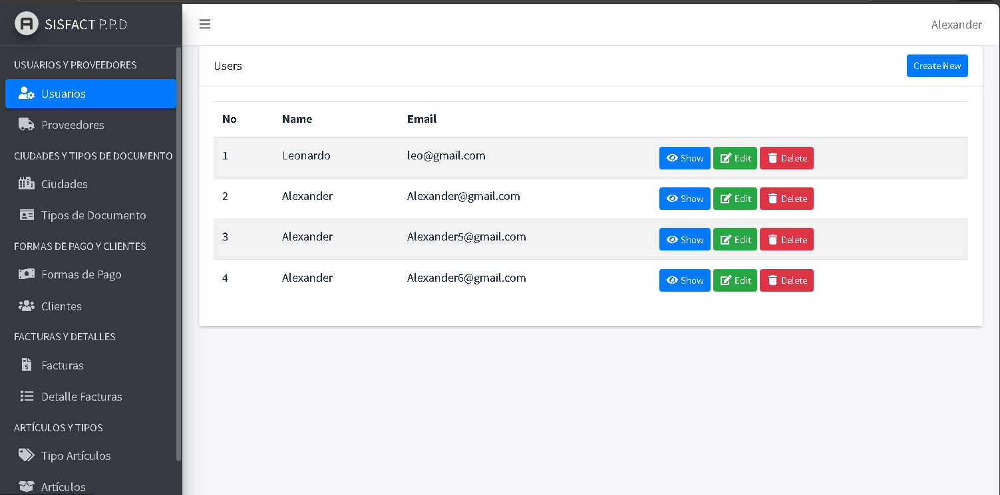 SISFACT P.P.D
Alexander
USUARIOS Y PROVEEDORES
Usuarios
Proveedores
CIUDADES Y TIPOS DE DOCUMENTO
Ciudades
Tipos de Documento
FORMAS DE PAGO Y CLIENTES
Formas de Pago
Clientes
FACTURAS Y DETALLES
Facturas
Detalle Facturas
ARTÍCULOS Y TIPOS
Tipo Artículos
Artículos
Users
Create New
No Name Email
1 Leonardo leo@gmail.com Show Edit Delete
2 Alexander Alexander@gmail.com Show Edit Delete
3 Alexander Alexander5@gmail.com Show Edit Delete
4 Alexander Alexander6@gmail.com Show Edit Delete